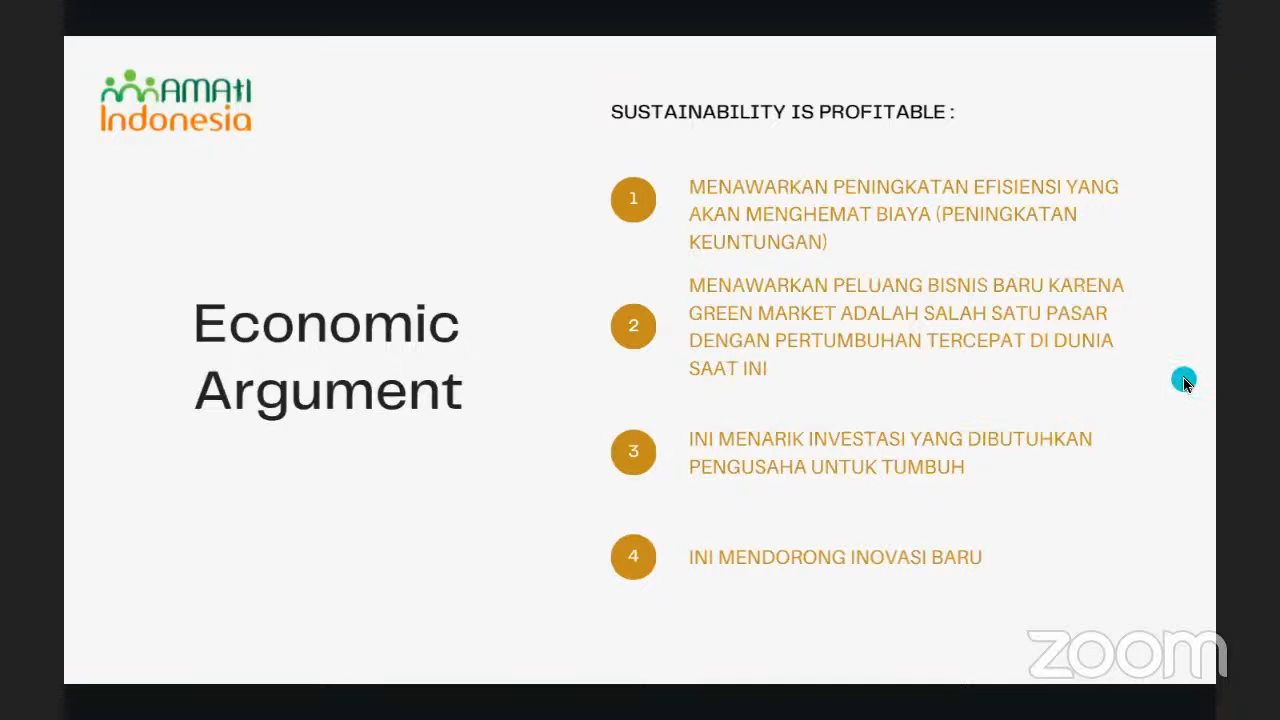 AMAtI
Indonesia
Economic
Argument
SUSTAINABILITY IS PROFITABLE :
1
MENAWARKAN PENINGKATAN EFISIENSI YANG
AKAN MENGHEMAT BIAYA (PENINGKATAN
KEUNTUNGAN)
2
MENAWARKAN PELUANG BISNIS BARU KARENA
GREEN MARKET ADALAH SALAH SATU PASAR
DENGAN PERTUMBUHAN TERCEPAT DI DUNIA
SAAT INI
3
INI MENARIK INVESTASI YANG DIBUTUHKAN
PENGUSAHA UNTUK TUMBUH
4
INI MENDORONG INOVASI BARU
zoom